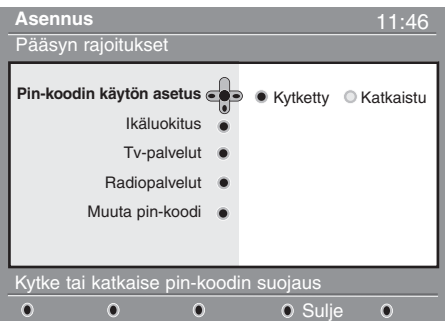 Asennus 11:46
Pääsyn rajoitukset
Pin-koodin käytön asetus Kytketty Katkaistu
Ikäluokitus
Tv-palvelut
Radiopalvelut
Muuta pin-koodi
Kytke tai katkaise pin-koodin suojaus
Sulje